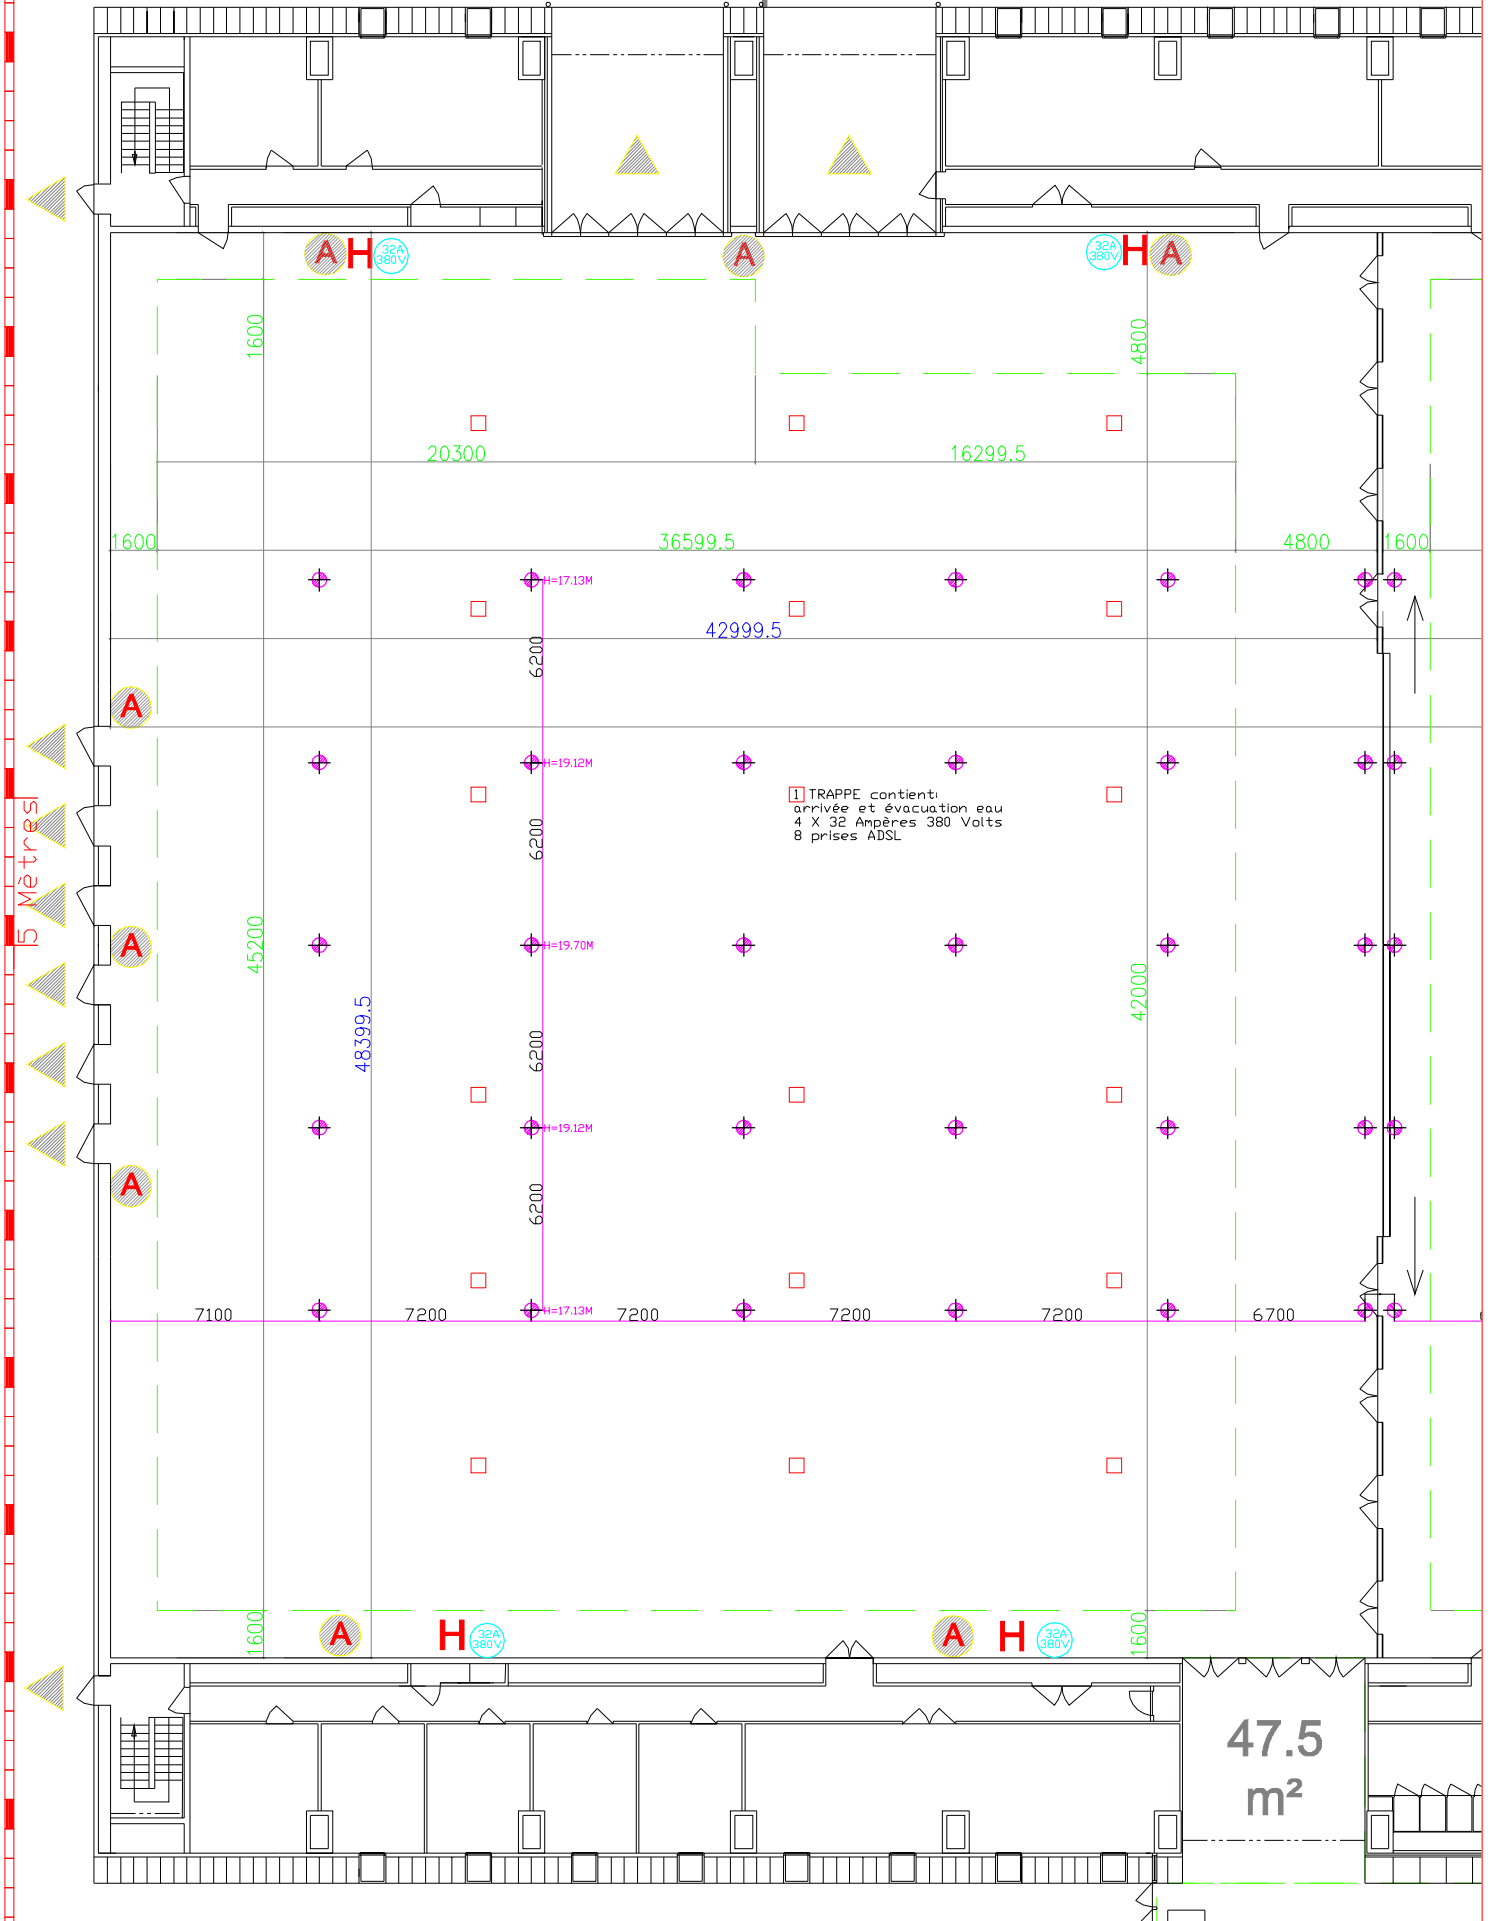 A H 32A
380V
A
32A
380V H A
1600
4800
20300
16299.5
1600
36599.5
4800
1600
H=17.13M
42999.5
6200
A
H=19.12M
1 TRAPPE contient:
arrivée et évacuation eau
4 X 32 Ampères 380 Volts
8 prises ADSL
5 Mètres
6200
A
H=19.70M
45200
42000
48399.5
6200
H=19.12M
A
6200
H=17.13M
7100
7200
7200
7200
7200
6700
1600
A
H
32A
380V
A
H
32A
380V
1600
47.5
m²